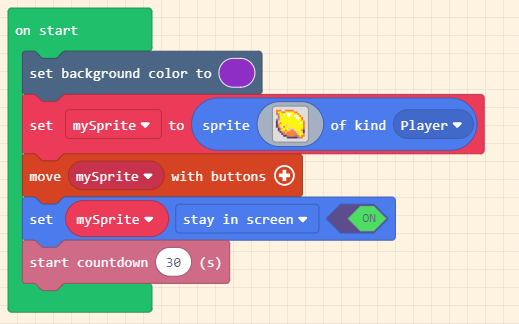 on start
set background color to
set mySprite to sprite of kind Player
move mySprite with buttons
set mySprite stay in screen ON
start countdown 30 (s)